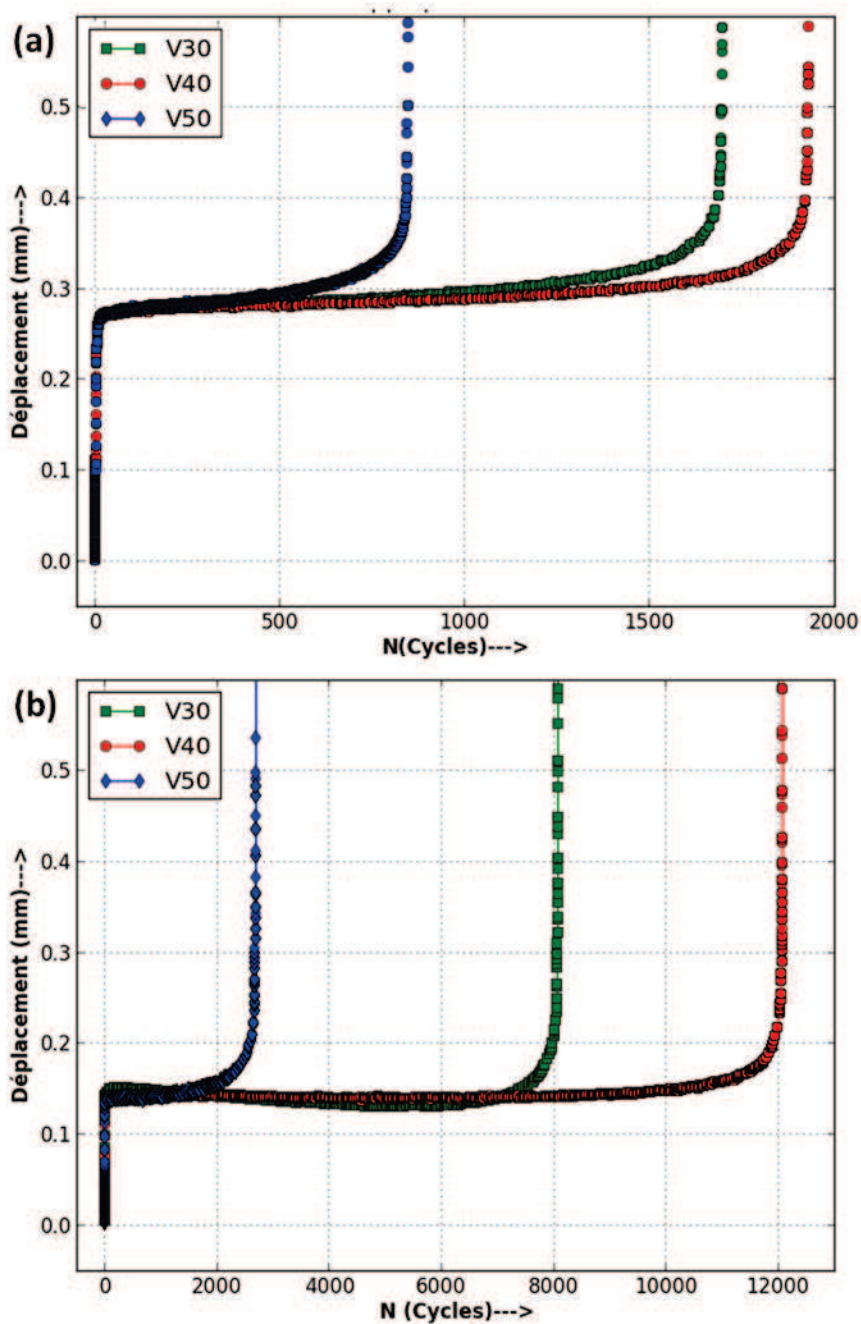 (a)
V30
V40
V50
0.5
0.4
0.3
0.2
0.1
0.0
Déplacement (mm)--->
0 500 1000 1500 2000
N(Cycles)--->
(b)
V30
V40
V50
0.5
0.4
0.3
0.2
0.1
0.0
Déplacement (mm)--->
0 2000 4000 6000 8000 10000 12000
N (Cycles)--->